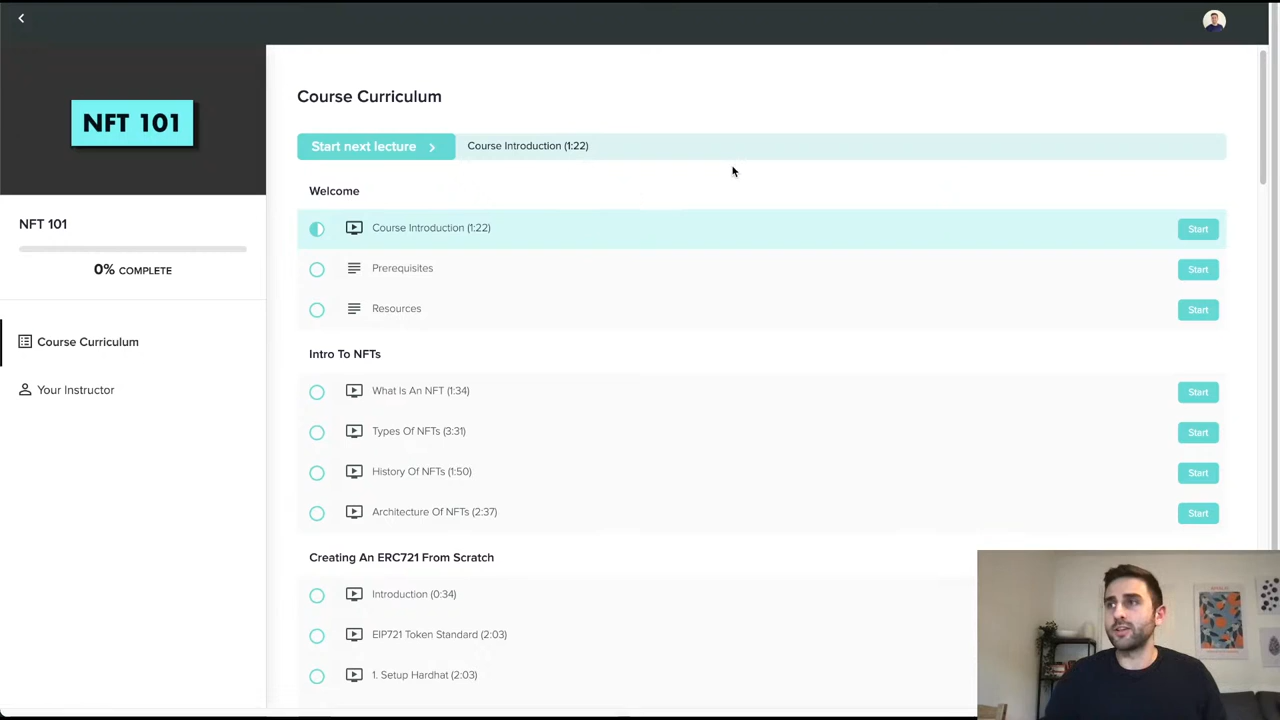 NFT 101
NFT 101
0% COMPLETE
Course Curriculum
Your Instructor
Course Curriculum
Start next lecture
Course Introduction (1:22)
Welcome
Course Introduction (1:22)
Start
Prerequisites
Start
Resources
Start
Intro To NFTs
What Is An NFT (1:34)
Start
Types Of NFTs (3:31)
Start
History Of NFTs (1:50)
Start
Architecture Of NFTs (2:37)
Start
Creating An ERC721 From Scratch
Introduction (0:34)
EIP721 Token Standard (2:03)
1. Setup Hardhat (2:03)